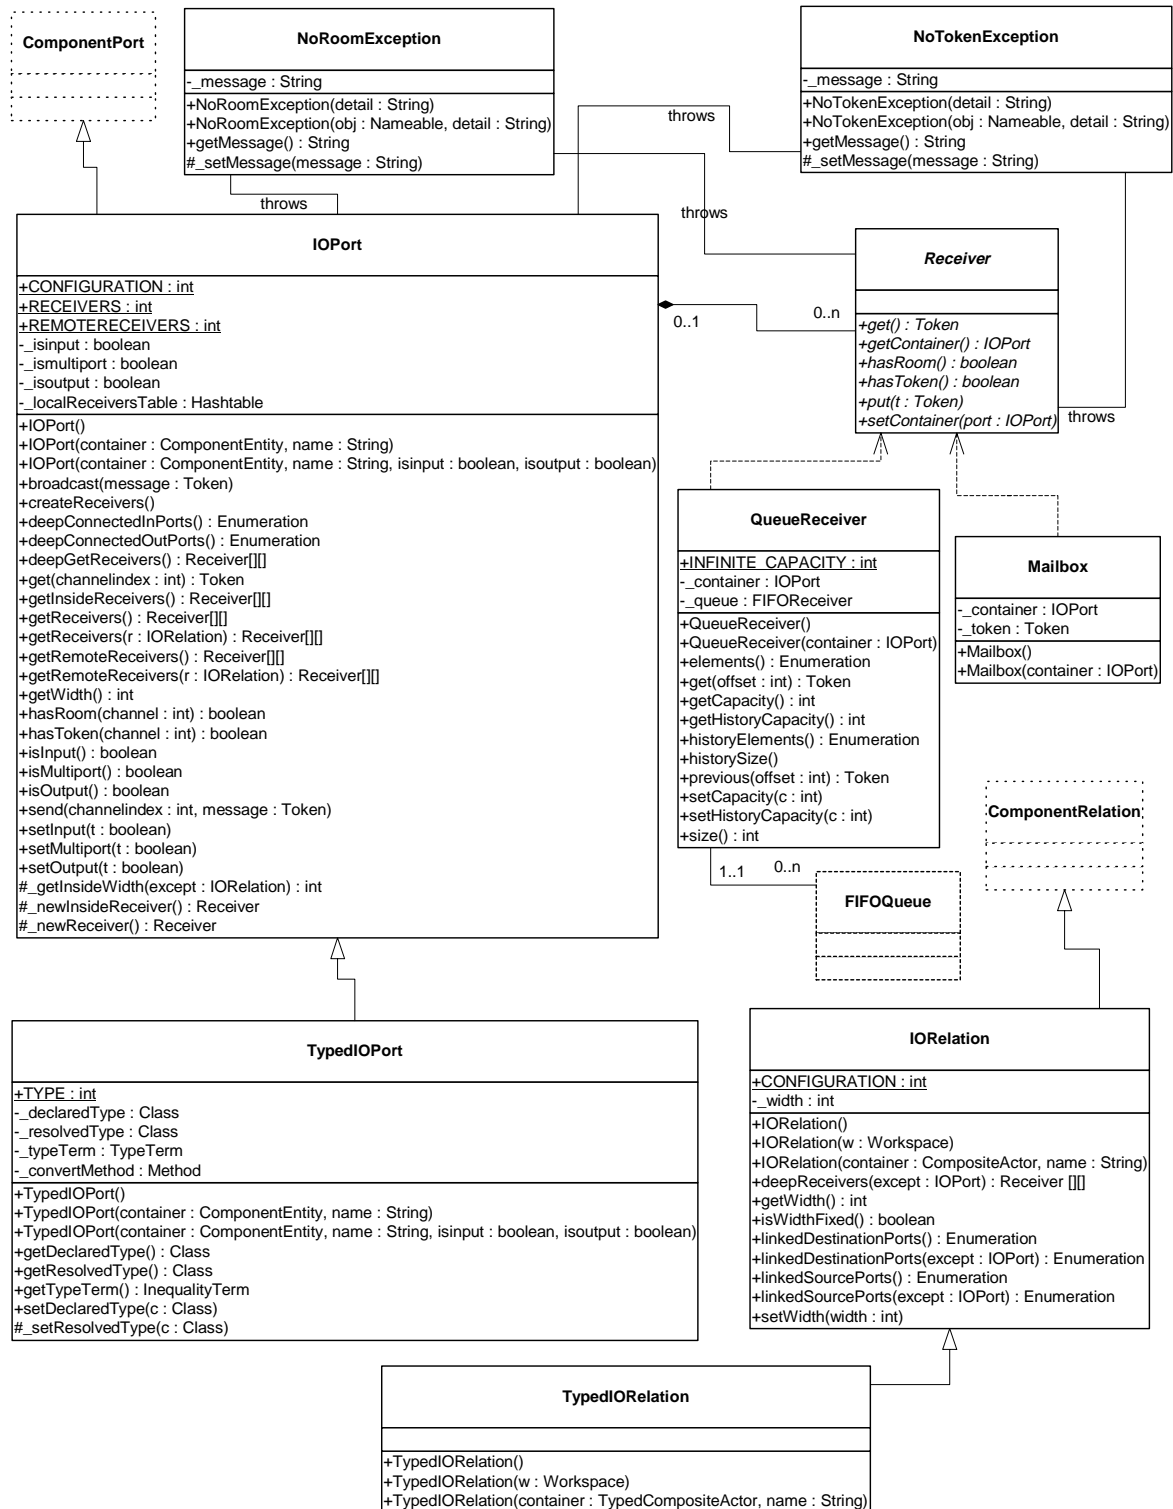 ComponentPort
NoRoomException
-_message : String
+NoRoomException(detail : String)
+NoRoomException(obj : Nameable, detail : String)
+getMessage() : String
#_setMessage(message : String)
NoTokenException
-_message : String
+NoTokenException(detail : String)
+NoTokenException(obj : Nameable, detail : String)
+getMessage() : String
#_setMessage(message : String)
throws
throws
throws
throws
IOPort
+CONFIGURATION : int
+RECEIVERS : int
+REMOTERECEIVERS : int
-_isinput : boolean
-_ismultiport : boolean
-_isoutput : boolean
-_localReceiversTable : Hashtable
+IOPort()
+IOPort(container : ComponentEntity, name : String)
+IOPort(container : ComponentEntity, name : String, isinput : boolean, isoutput : boolean)
+broadcast(message : Token)
+createReceivers()
+deepConnectedInPorts() : Enumeration
+deepConnectedOutPorts() : Enumeration
+deepGetReceivers() : Receiver[][]
+get(channelindex : int) : Token
+getInsideReceivers() : Receiver[][]
+getReceivers() : Receiver[][]
+getReceivers(r : IORelation) : Receiver[][]
+getRemoteReceivers() : Receiver[][]
+getRemoteReceivers(r : IORelation) : Receiver[][]
+getWidth() : int
+hasRoom(channel : int) : boolean
+hasToken(channel : int) : boolean
+isInput() : boolean
+isMultiport() : boolean
+isOutput() : boolean
+send(channelindex : int, message : Token)
+setInput(t : boolean)
+setMultiport(t : boolean)
+setOutput(t : boolean)
#_getInsideWidth(except : IORelation) : int
#_newInsideReceiver() : Receiver
#_newReceiver() : Receiver
0..1
0..n
Receiver
+get() : Token
+getContainer() : IOPort
+hasRoom() : boolean
+hasToken() : boolean
+put(t : Token)
+setContainer(port : IOPort)
QueueReceiver
+INFINITE_CAPACITY : int
-_container : IOPort
-_queue : FIFOReceiver
+QueueReceiver()
+QueueReceiver(container : IOPort)
+elements() : Enumeration
+get(offset : int) : Token
+getCapacity() : int
+getHistoryCapacity() : int
+historyElements() : Enumeration
+historySize()
+previous(offset : int) : Token
+setCapacity(c : int)
+setHistoryCapacity(c : int)
+size() : int
Mailbox
-_container : IOPort
-_token : Token
+Mailbox()
+Mailbox(container : IOPort)
1..1
0..n
FIFOQueue
ComponentRelation
TypedIOPort
+TYPE : int
-_declaredType : Class
-_resolvedType : Class
-_typeTerm : TypeTerm
-_convertMethod : Method
+TypedIOPort()
+TypedIOPort(container : ComponentEntity, name : String)
+TypedIOPort(container : ComponentEntity, name : String, isinput : boolean, isoutput : boolean)
+getDeclaredType() : Class
+getResolvedType() : Class
+getTypeTerm() : InequalityTerm
+setDeclaredType(c : Class)
#_setResolvedType(c : Class)
IORelation
+CONFIGURATION : int
-_width : int
+IORelation()
+IORelation(w : Workspace)
+IORelation(container : CompositeActor, name : String)
+deepReceivers(except : IOPort) : Receiver [][]
+getWidth() : int
+isWidthFixed() : boolean
+linkedDestinationPorts() : Enumeration
+linkedDestinationPorts(except : IOPort) : Enumeration
+linkedSourcePorts() : Enumeration
+linkedSourcePorts(except : IOPort) : Enumeration
+setWidth(width : int)
TypedIORelation
+TypedIORelation()
+TypedIORelation(w : Workspace)
+TypedIORelation(container : TypedCompositeActor, name : String)